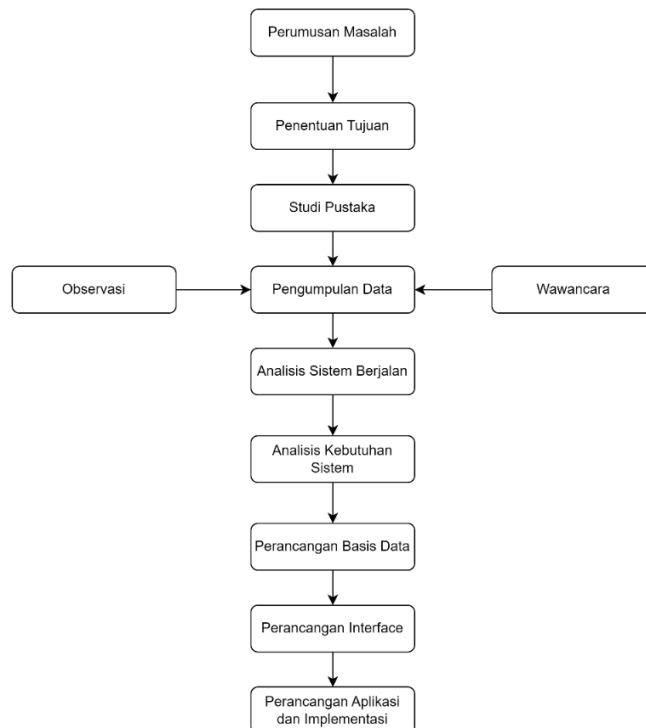 Perumusan Masalah
Penentuan Tujuan
Studi Pustaka
Observasi
Pengumpulan Data
Wawancara
Analisis Sistem Berjalan
Analisis Kebutuhan
Sistem
Perancangan Basis Data
Perancangan Interface
Perancangan Aplikasi
dan Implementasi